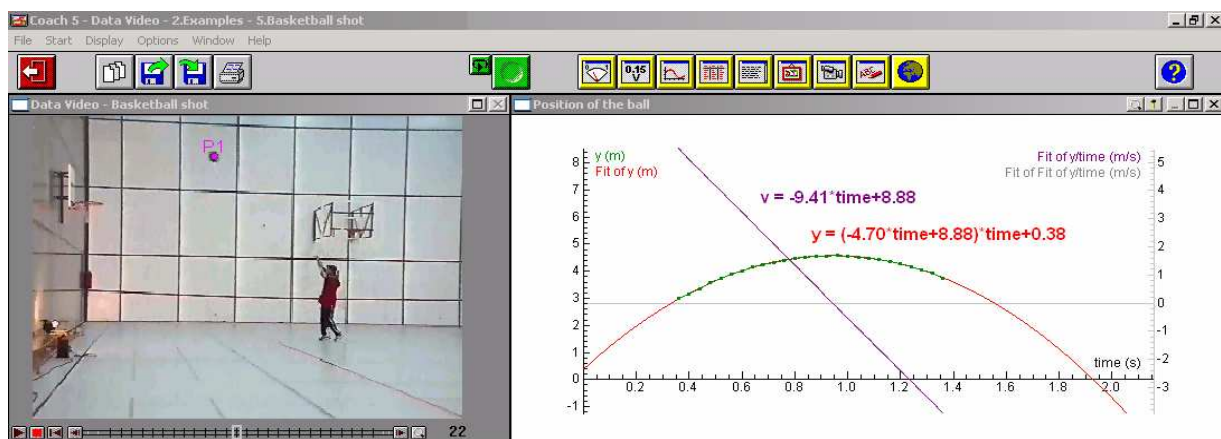 Coach 5 - Data Video - 2.Examples - 5.Basketball shot
File Start Display Options Window Help
0.15
V
?
Data Video - Basketball shot
P1
22
Position of the ball
y (m)
Fit of y (m)
Fit of y/time (m/s)
Fit of Fit of y/time (m/s)
v = -9.41*time+8.88
y = (-4.70*time+8.88)*time+0.38
8
7
6
5
4
3
2
1
0
-1
5
4
3
2
1
0
-1
-2
-3
time (s)
0.2 0.4 0.6 0.8 1.0 1.2 1.4 1.6 1.8 2.0